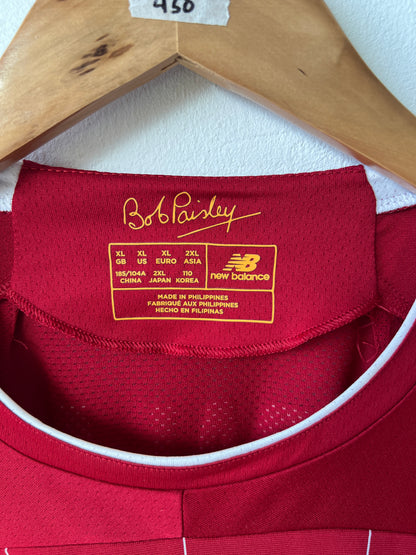 450
Bob Paisley
XL XL XL 2XL
GB US EURO ASIA
185/104A 2XL 110
CHINA JAPAN KOREA
NB
new balance
MADE IN PHILIPPINES
FABRIQUÉ AUX PHILIPPINES
HECHO EN FILIPINAS